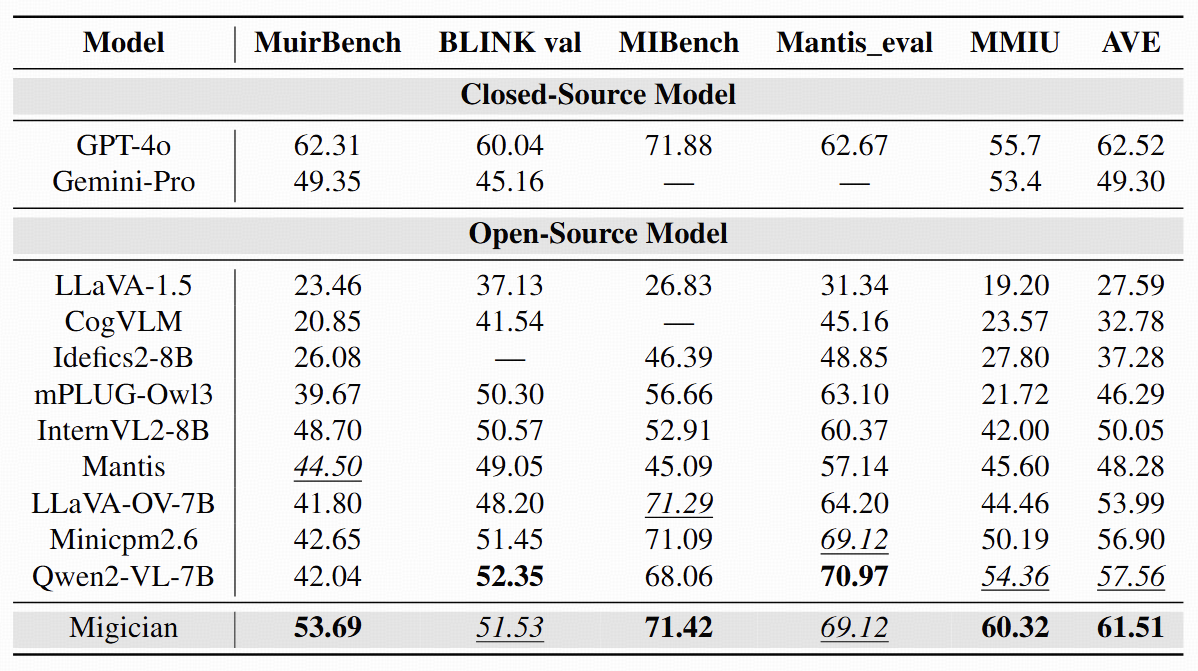 Model MuirBench BLINK val MIBench Mantis_eval MMIU AVE
Closed-Source Model
GPT-4o 62.31 60.04 71.88 62.67 55.7 62.52
Gemini-Pro 49.35 45.16 — — 53.4 49.30
Open-Source Model
LLaVA-1.5 23.46 37.13 26.83 31.34 19.20 27.59
CogVLM 20.85 41.54 — 45.16 23.57 32.78
Idefics2-8B 26.08 — 46.39 48.85 27.80 37.28
mPLUG-Owl3 39.67 50.30 56.66 63.10 21.72 46.29
InternVL2-8B 48.70 50.57 52.91 60.37 42.00 50.05
Mantis 44.50 49.05 45.09 57.14 45.60 48.28
LLaVA-OV-7B 41.80 48.20 71.29 64.20 44.46 53.99
Minicpm2.6 42.65 51.45 71.09 69.12 50.19 56.90
Qwen2-VL-7B 42.04 52.35 68.06 70.97 54.36 57.56
Migician 53.69 51.53 71.42 69.12 60.32 61.51